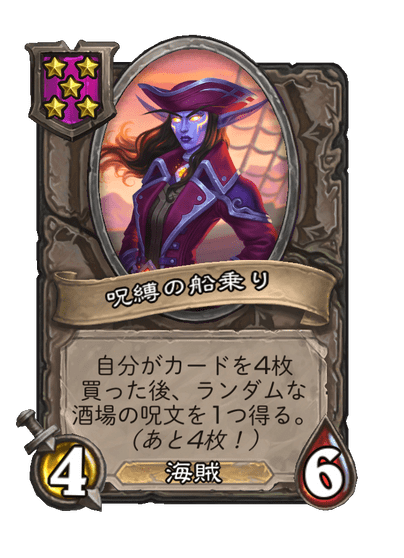 呪縛の船乗り
自分がカードを4枚
買った後、ランダムな
酒場の呪文を1つ得る。
(あと4枚！)
4
海賊
6